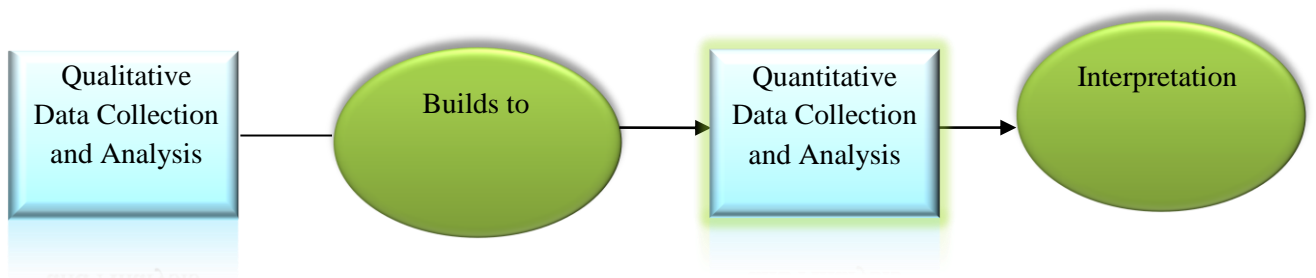 Qualitative
Data Collection
and Analysis
Builds to
Quantitative
Data Collection
and Analysis
Interpretation